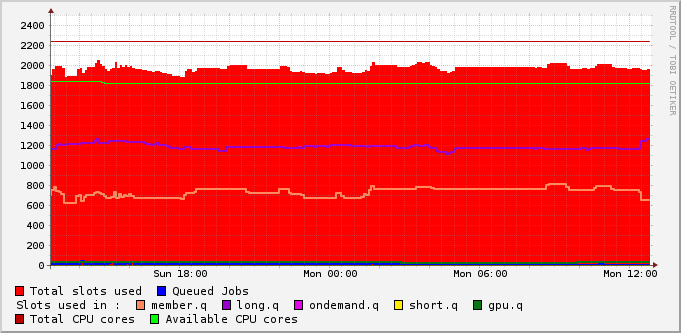 2400
2200
2000
1800
1600
1400
1200
1000
800
600
400
200
0
Sun 18:00 Mon 00:00 Mon 06:00 Mon 12:00
Total slots used Queued Jobs
Slots used in : member.q long.q ondemand.q short.q gpu.q
Total CPU cores Available CPU cores
RRDTOOL / TOBI OETIKER